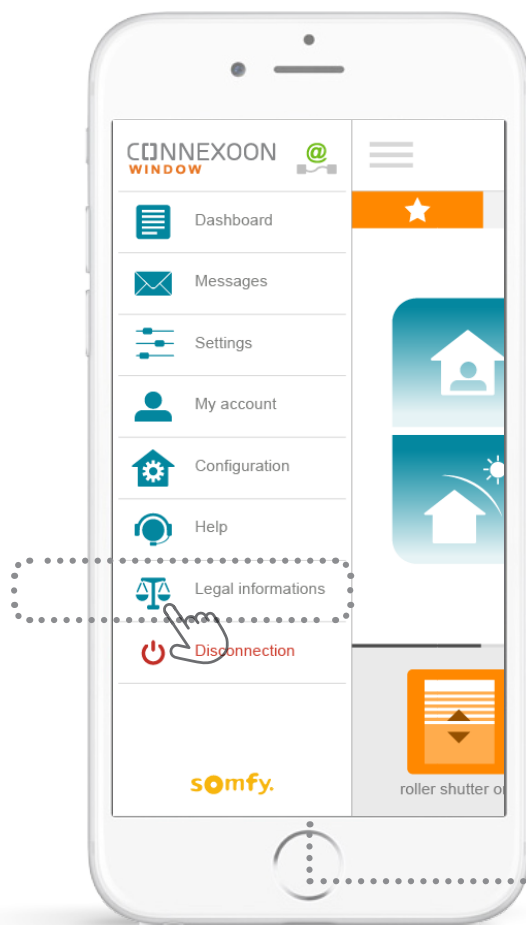 CONNEXOON
WINDOW
@
Dashboard
Messages
Settings
My account
Configuration
Help
Legal informations
Disconnection
somfy.
roller shutter